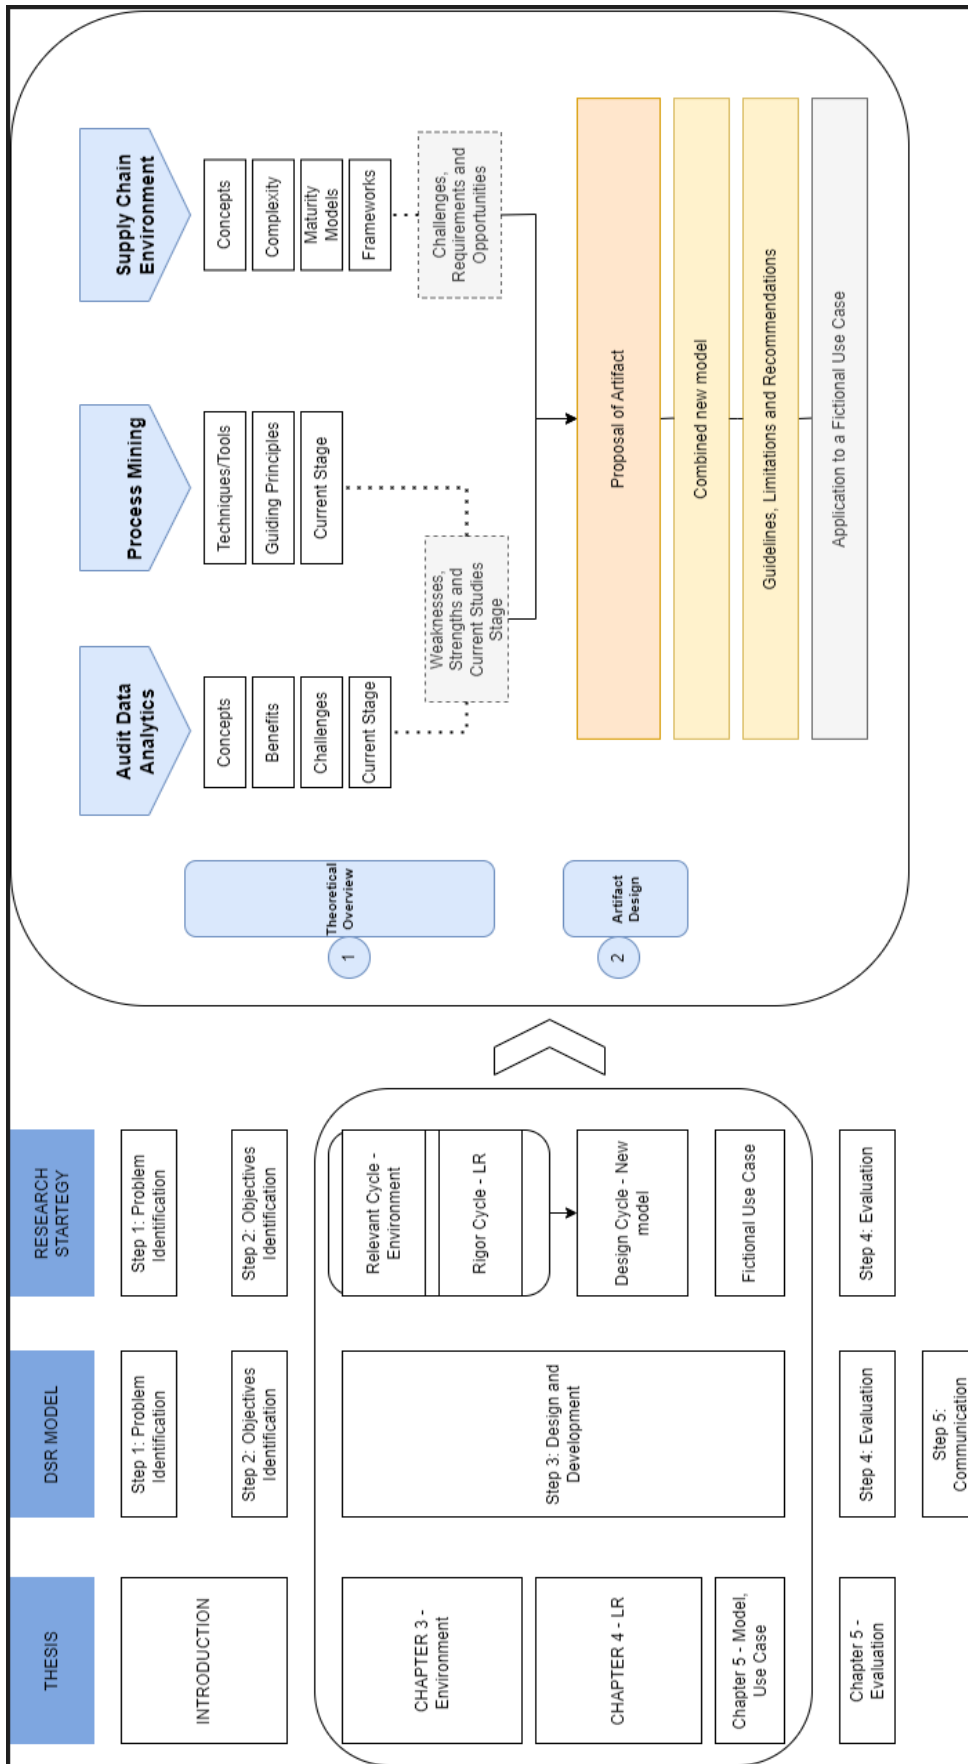 THESIS
DSR MODEL
RESEARCH
STARTEGY
INTRODUCTION
Step 1: Problem
Identification
Step 1: Problem
Identification
Step 2: Objectives
Identification
Step 2: Objectives
Identification
CHAPTER 3 -
Environment
CHAPTER 4 - LR
Chapter 5 - Model,
Use Case
Step 3: Design and
Development
Relevant Cycle -
Environment
Rigor Cycle - LR
Design Cycle - New
model
Fictional Use Case
Chapter 5 -
Evaluation
Step 4: Evaluation
Step 4: Evaluation
Step 5:
Communication
1
Theoretical
Overview
2
Artifact
Design
Audit Data
Analytics
Concepts
Benefits
Challenges
Current Stage
Process Mining
Techniques/Tools
Guiding Principles
Current Stage
Supply Chain
Environment
Concepts
Complexity
Maturity
Models
Frameworks
Weaknesses,
Strengths and
Current Studies
Stage
Challenges,
Requirements and
Opportunities
Proposal of Artifact
Combined new model
Guidelines, Limitations and Recommendations
Application to a Fictional Use Case